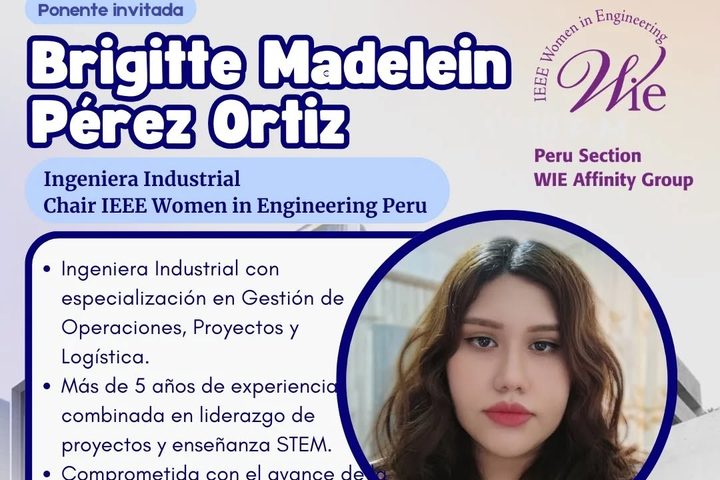 Ponente invitada
Brigitte Madelein
Pérez Ortiz
IEEE Women in Engineering
Wie
Peru Section
WIE Affinity Group
Ingeniera Industrial
Chair IEEE Women in Engineering Peru
• Ingeniera Industrial con
especialización en Gestión de
Operaciones, Proyectos y
Logística.
• Más de 5 años de experiencia
combinada en liderazgo de
proyectos y enseñanza STEM.
• Comprometida con el avance de la